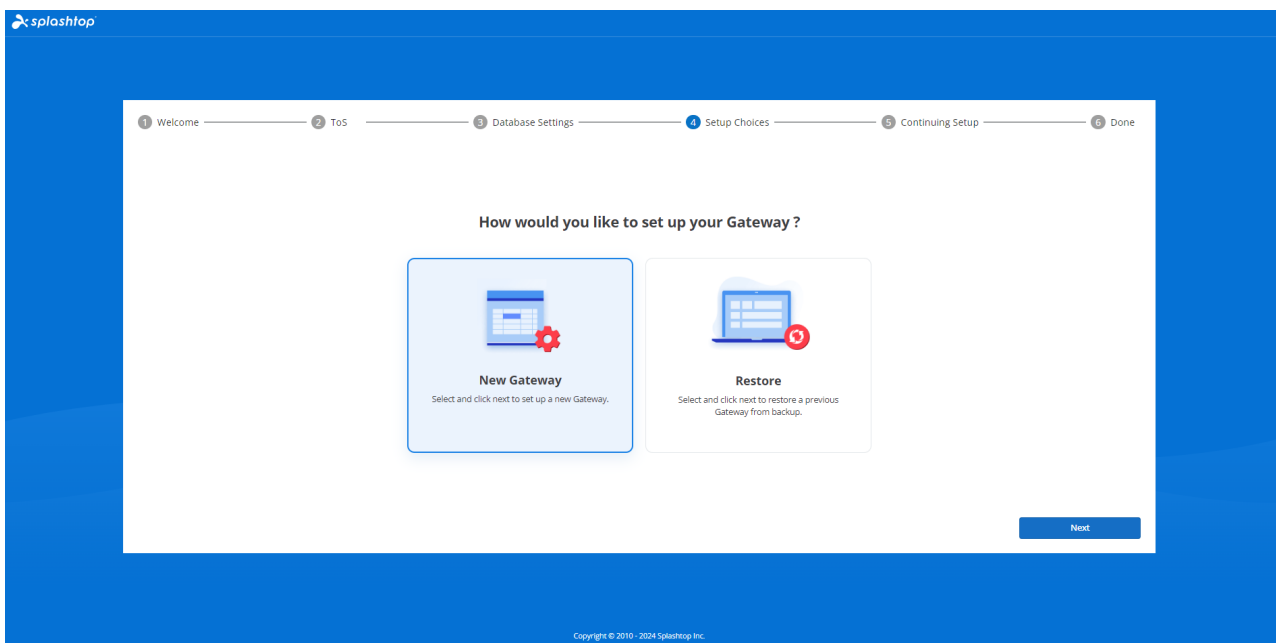 splashtop
1 Welcome 2 ToS 3 Database Settings 4 Setup Choices 5 Continuing Setup 6 Done
How would you like to set up your Gateway ?
New Gateway
Select and click next to set up a new Gateway.
Restore
Select and click next to restore a previous
Gateway from backup.
Next
Copyright © 2010 - 2024 Splashtop Inc.